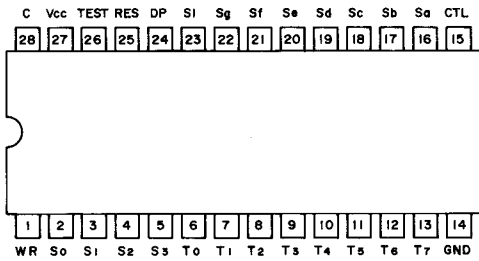 C Vcc TEST RES DP SI Sg Sf Se Sd Sc Sb Sa CTL
28 27 26 25 24 23 22 21 20 19 18 17 16 15
1 2 3 4 5 6 7 8 9 10 11 12 13 14
WR S0 S1 S2 S3 T0 T1 T2 T3 T4 T5 T6 T7 GND